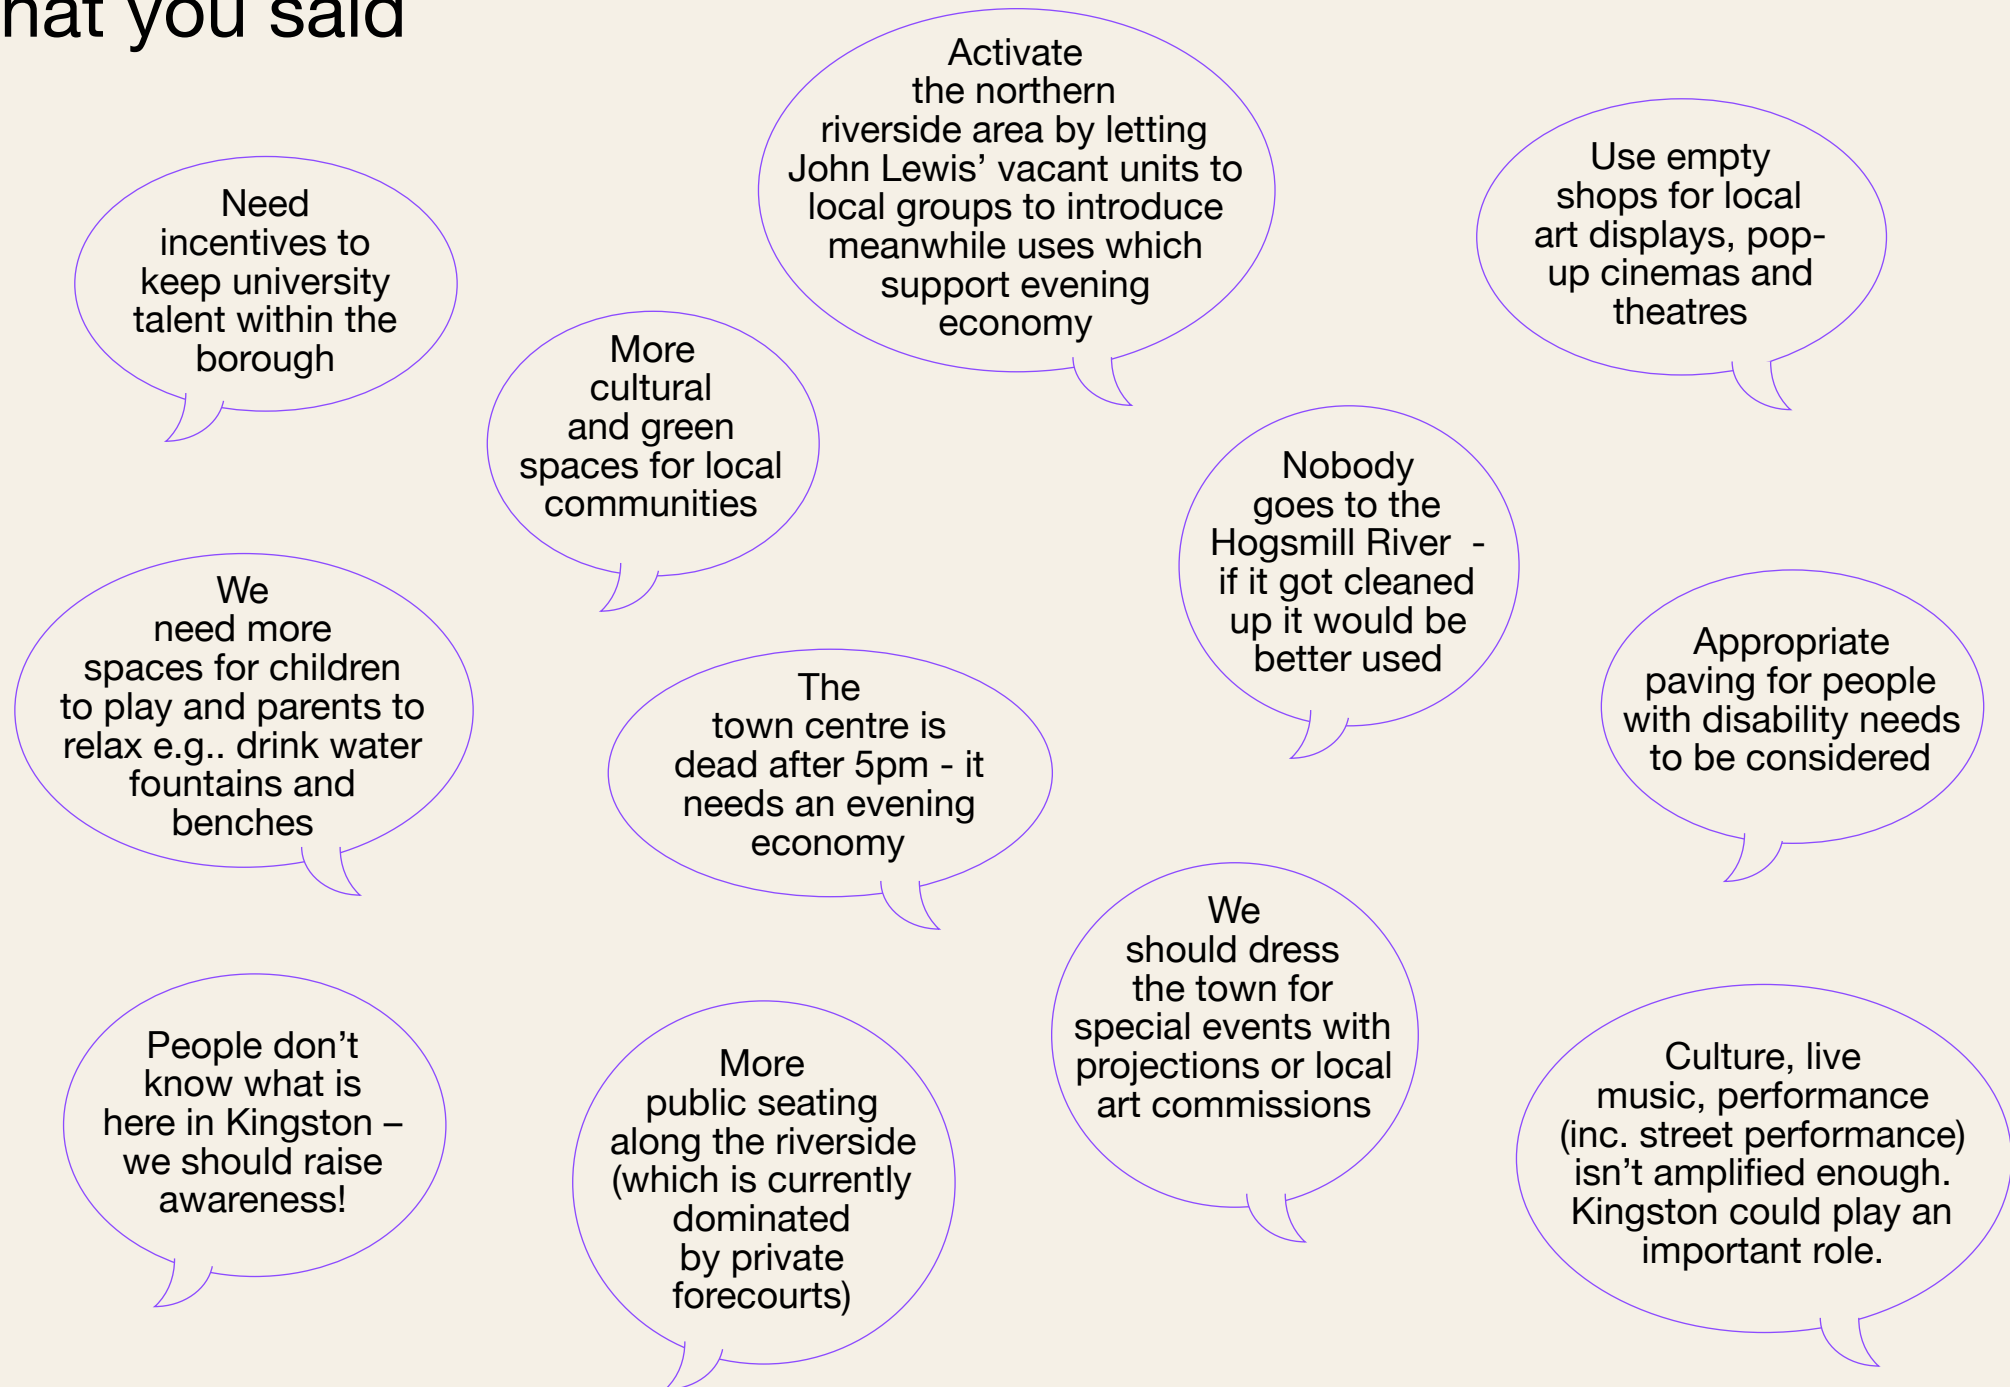 hat you said
Activate
the northern
riverside area by letting
John Lewis’ vacant units to
local groups to introduce
meanwhile uses which
support evening
economy
Use empty
shops for local
art displays, pop-
up cinemas and
theatres
Need
incentives to
keep university
talent within the
borough
More
cultural
and green
spaces for local
communities
Nobody
goes to the
Hogsmill River  -
if it got cleaned
up it would be
better used
We
need more
spaces for children
to play and parents to
relax e.g.. drink water
fountains and
benches
The
town centre is
dead after 5pm - it
needs an evening
economy
Appropriate
paving for people
with disability needs
to be considered
We
should dress
the town for
special events with
projections or local
art commissions
People don’t
know what is
here in Kingston –
we should raise
awareness!
More
public seating
along the riverside
(which is currently
dominated
by private
forecourts)
Culture, live
music, performance
(inc. street performance)
isn’t amplified enough.
Kingston could play an
important role.